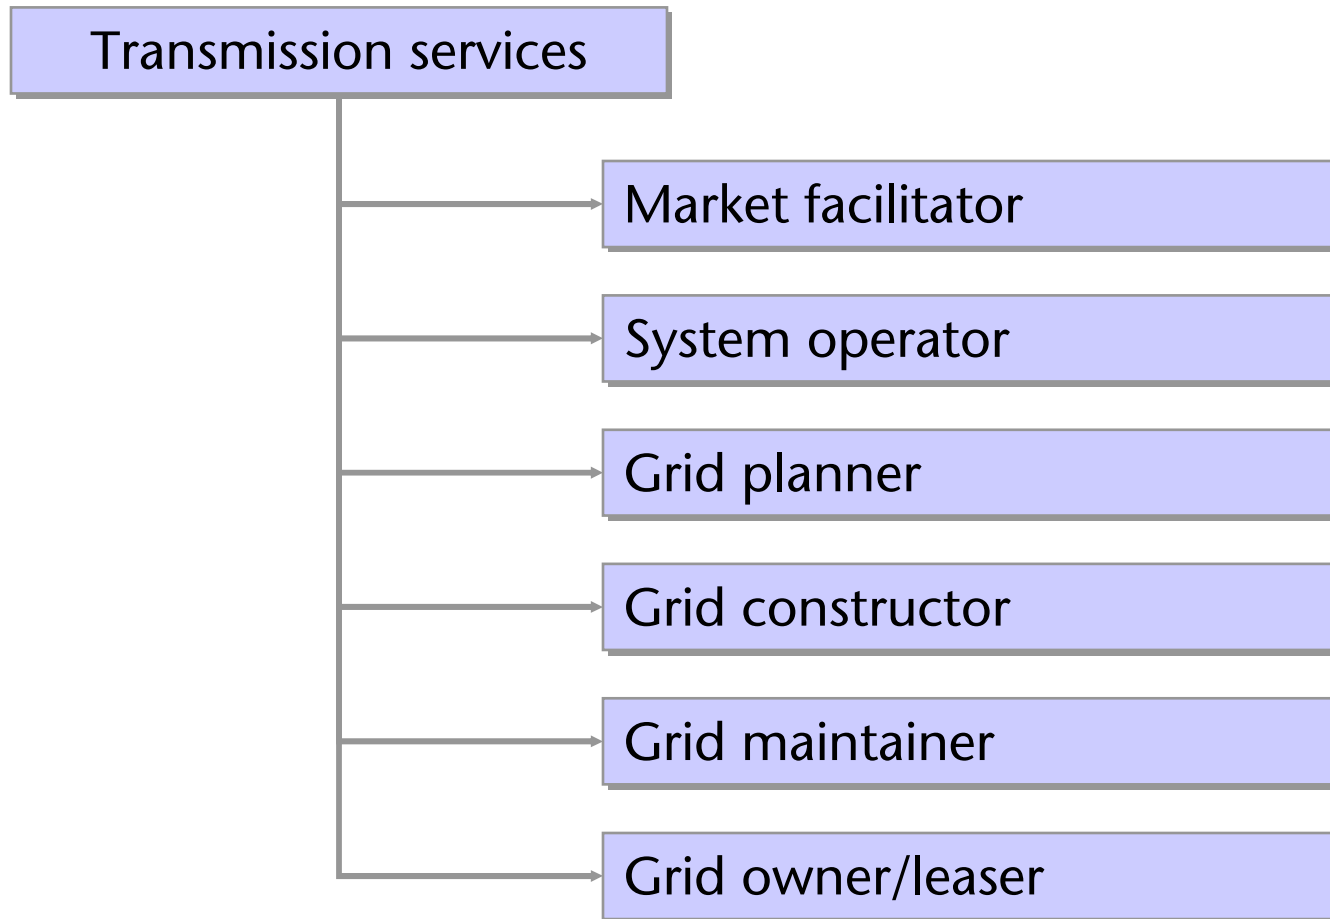 Transmission services
Market facilitator
System operator
Grid planner
Grid constructor
Grid maintainer
Grid owner/leaser